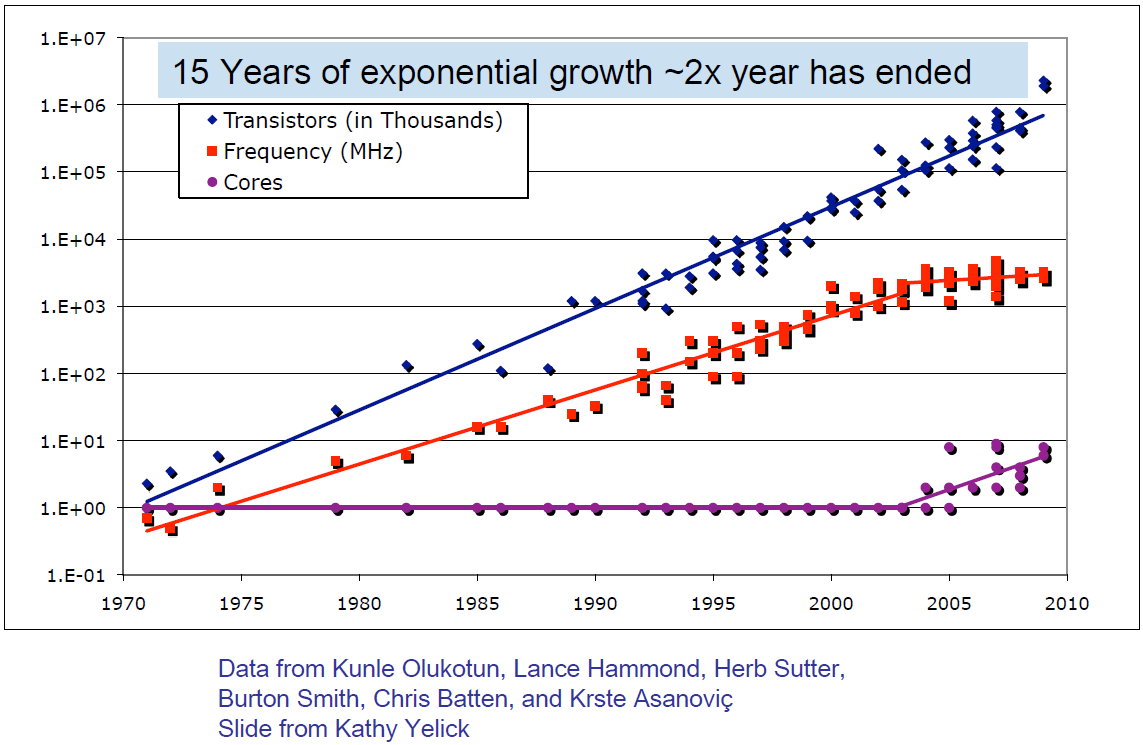 15 Years of exponential growth ~2x year has ended
Transistors (in Thousands)
Frequency (MHz)
Cores
1.E+07
1.E+06
1.E+05
1.E+04
1.E+03
1.E+02
1.E+01
1.E+00
1.E-01
1970 1975 1980 1985 1990 1995 2000 2005 2010
Data from Kunle Olukotun, Lance Hammond, Herb Sutter,
Burton Smith, Chris Batten, and Krste Asanoviç
Slide from Kathy Yelick